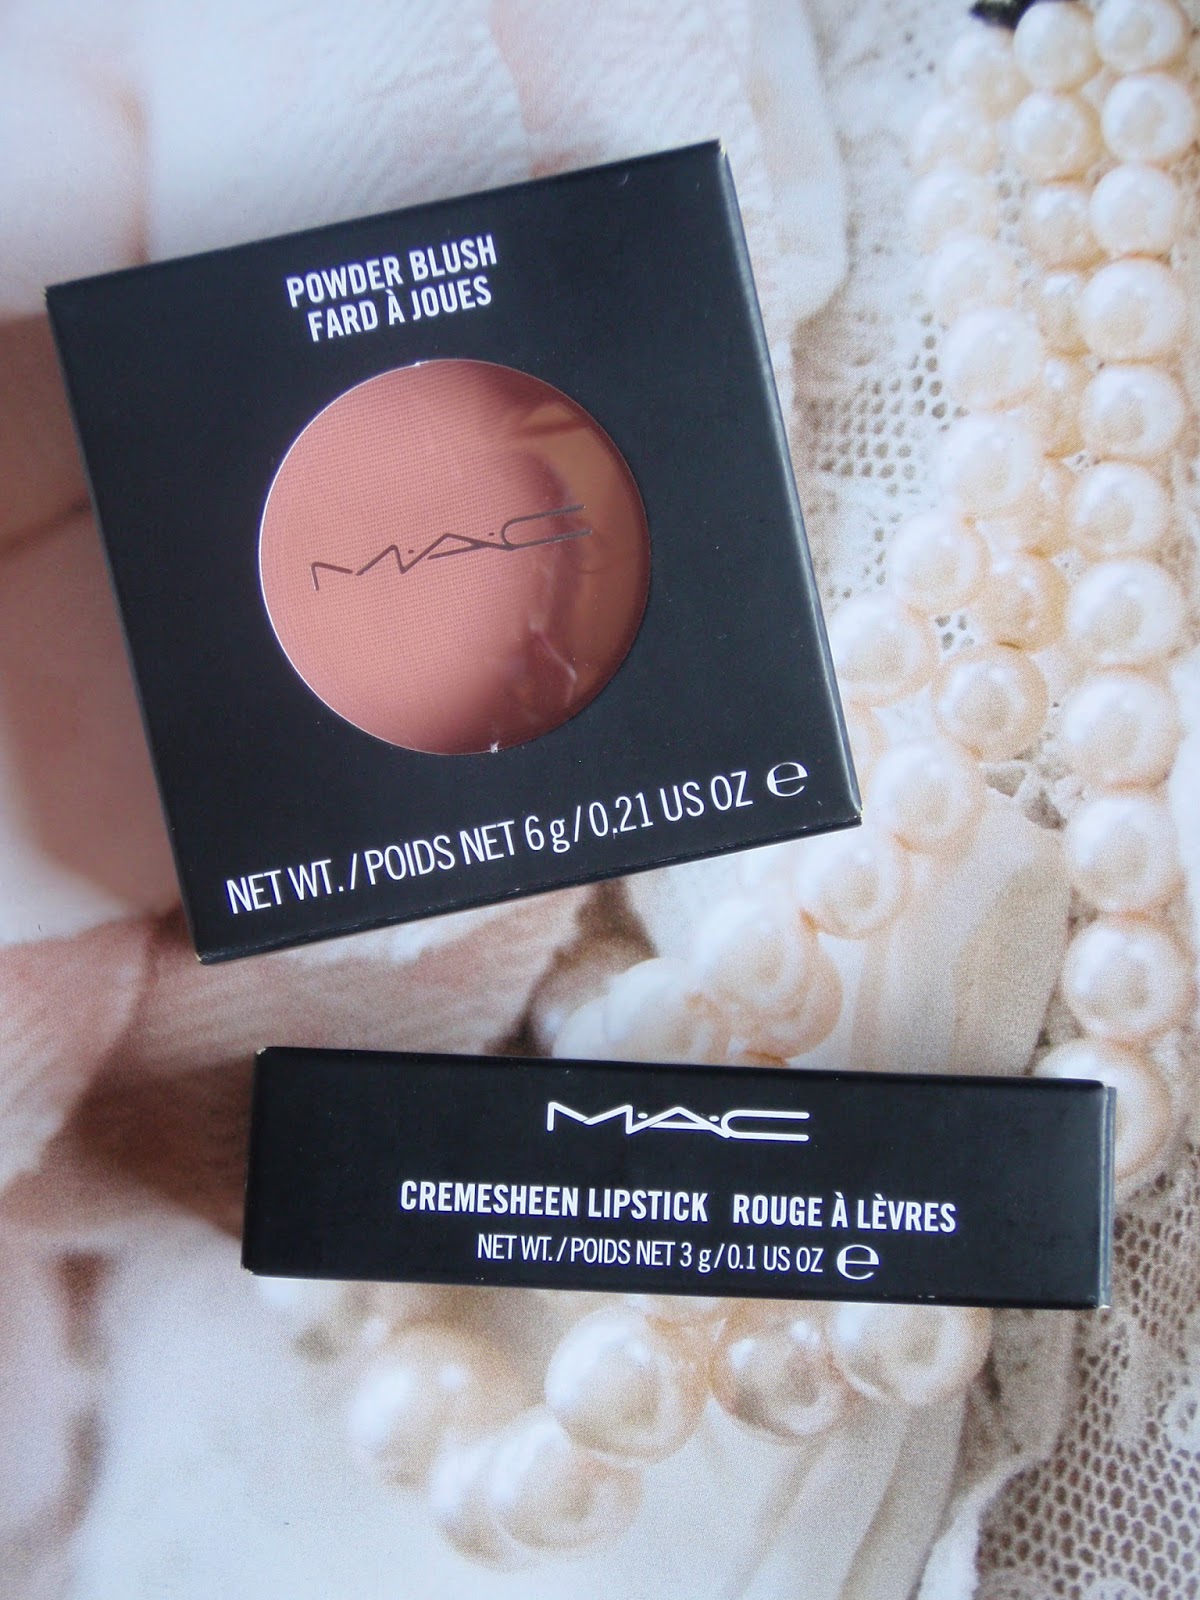 POWDER BLUSH
FARD À JOUES
M·A·C
NET WT. / POIDS NET 6 g / 0.21 US OZ ℮
M·A·C
CREMESHEEN LIPSTICK ROUGE À LÈVRES
NET WT. / POIDS NET 3 g / 0.1 US OZ ℮